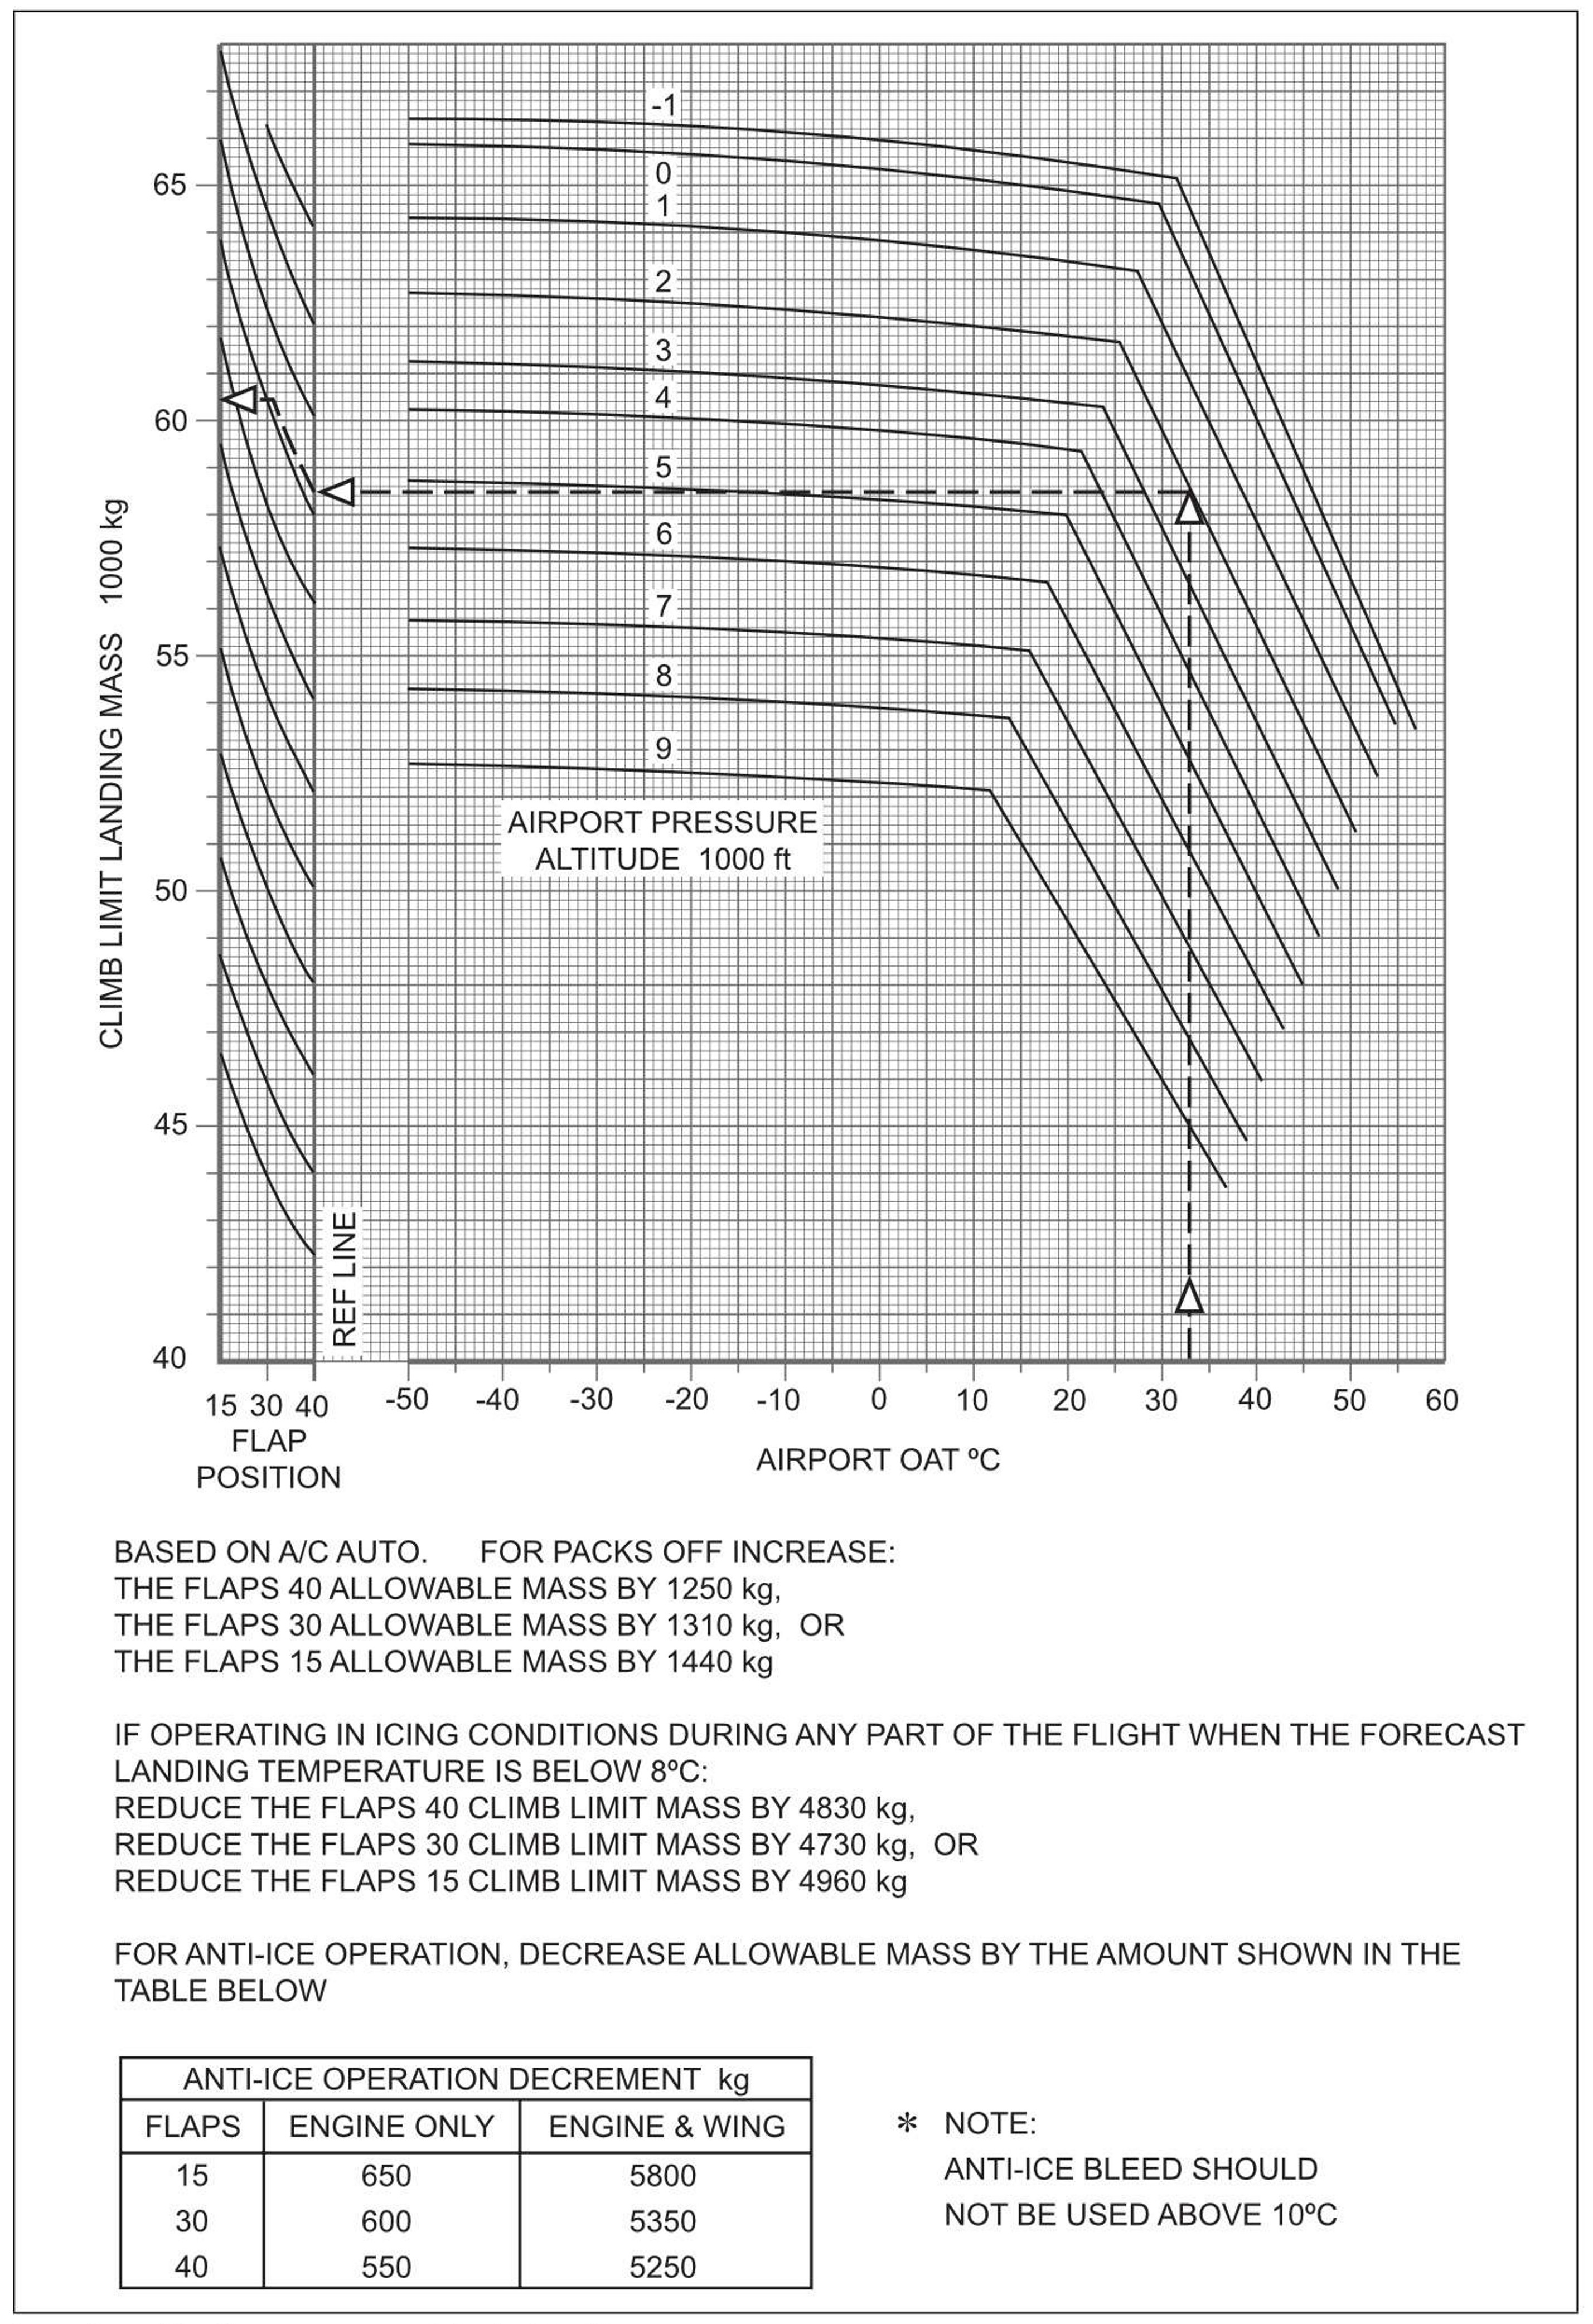 -1
0
1
2
3
4
5
6
7
8
9
65
60
55
50
45
40
CLIMB LIMIT LANDING MASS 1000 kg
AIRPORT PRESSURE
ALTITUDE 1000 ft
REF LINE
15 30 40
-50 -40 -30 -20 -10 0 10 20 30 40 50 60
FLAP
POSITION
AIRPORT OAT ºC
BASED ON A/C AUTO. FOR PACKS OFF INCREASE:
THE FLAPS 40 ALLOWABLE MASS BY 1250 kg,
THE FLAPS 30 ALLOWABLE MASS BY 1310 kg, OR
THE FLAPS 15 ALLOWABLE MASS BY 1440 kg
IF OPERATING IN ICING CONDITIONS DURING ANY PART OF THE FLIGHT WHEN THE FORECAST
LANDING TEMPERATURE IS BELOW 8ºC:
REDUCE THE FLAPS 40 CLIMB LIMIT MASS BY 4830 kg,
REDUCE THE FLAPS 30 CLIMB LIMIT MASS BY 4730 kg, OR
REDUCE THE FLAPS 15 CLIMB LIMIT MASS BY 4960 kg
FOR ANTI-ICE OPERATION, DECREASE ALLOWABLE MASS BY THE AMOUNT SHOWN IN THE
TABLE BELOW
ANTI-ICE OPERATION DECREMENT kg
FLAPS ENGINE ONLY ENGINE & WING
15 650 5800
30 600 5350
40 550 5250
* NOTE:
ANTI-ICE BLEED SHOULD
NOT BE USED ABOVE 10ºC